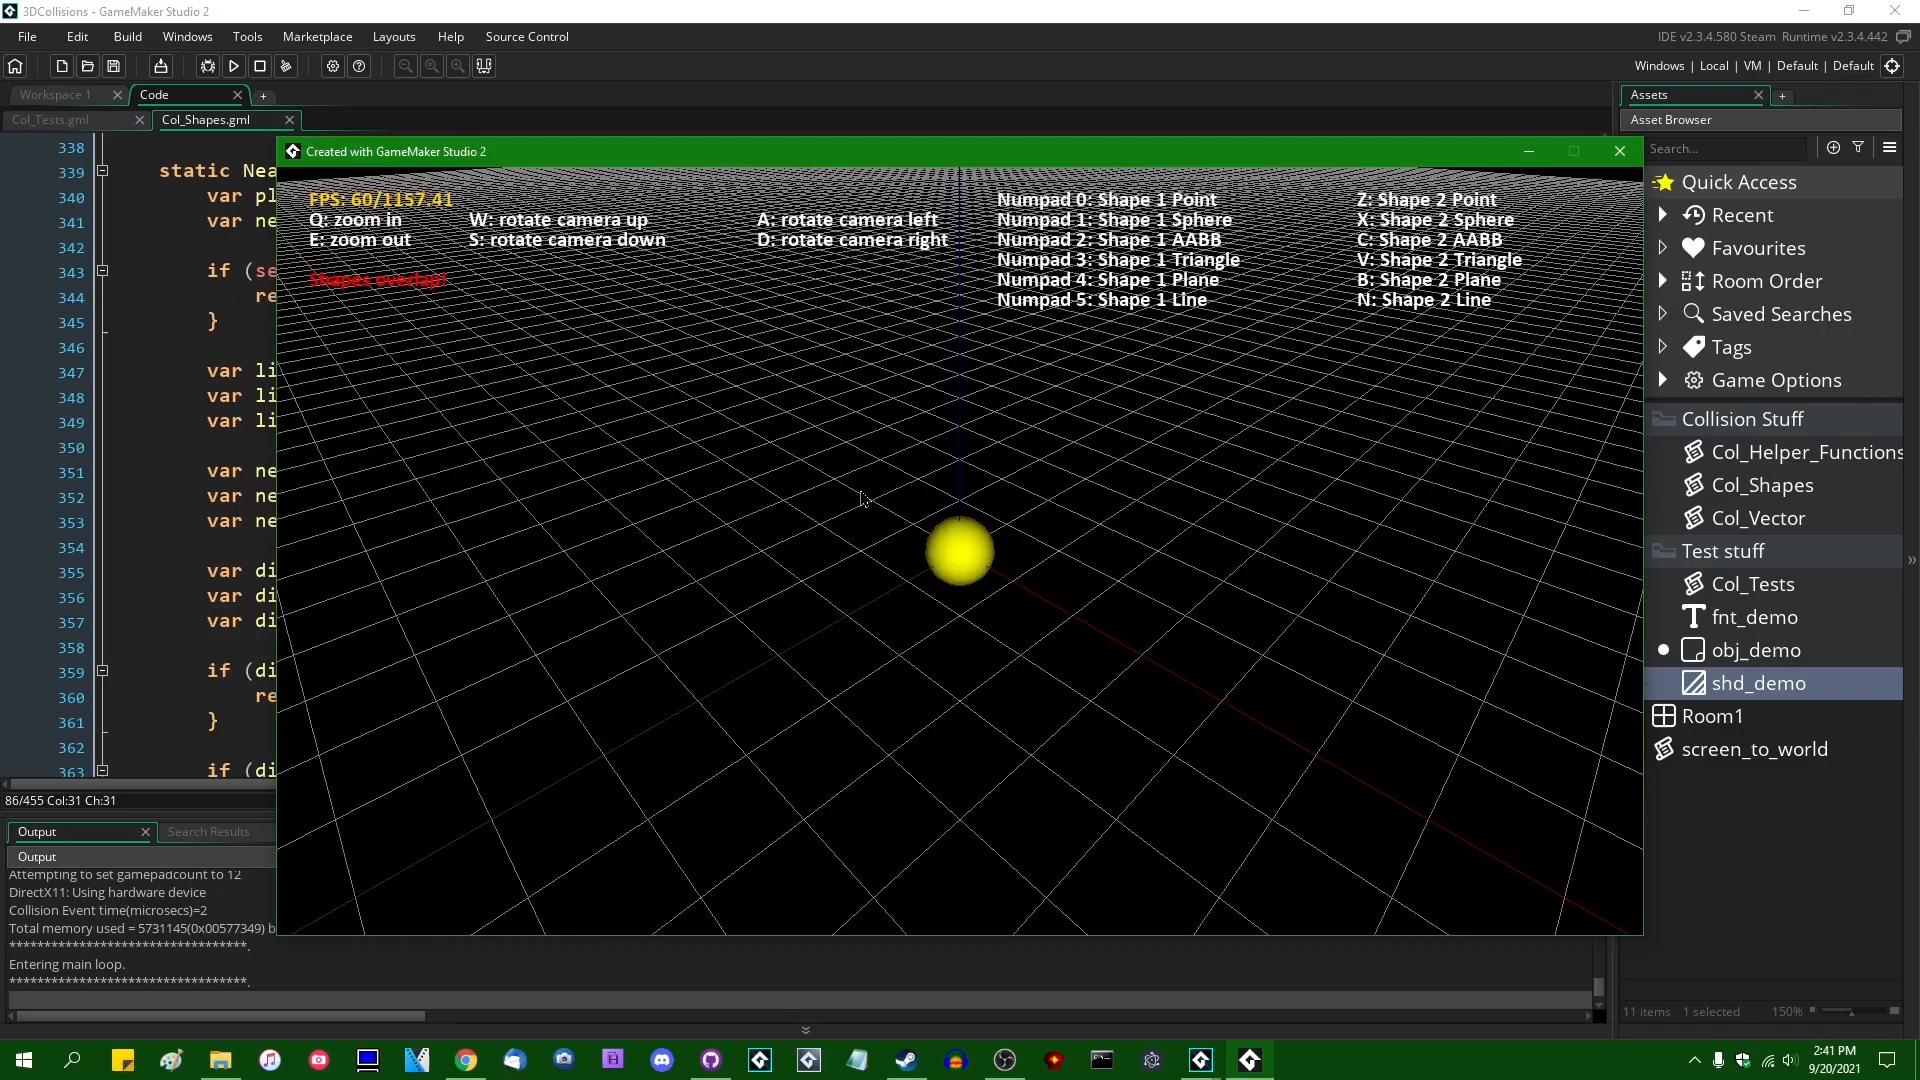 3DCollisions - GameMaker Studio 2
File Edit Build Windows Tools Marketplace Layouts Help Source Control
IDE v2.3.4.580 Steam Runtime v2.3.4.442
Windows | Local | VM | Default | Default
Workspace 1
Code
Assets
Col_Tests.gml
Col_Shapes.gml
Asset Browser
338
339 static Nea
340 var pl
341 var ne
342
343 if (se
344 re
345 }
346
347 var li
348 var li
349 var li
350
351 var ne
352 var ne
353 var ne
354
355 var di
356 var di
357 var di
358
359 if (di
360 re
361 }
362
363 if (di
86/455 Col:31 Ch:31
Created with GameMaker Studio 2
FPS: 60/1157.41
Q: zoom in W: rotate camera up A: rotate camera left
E: zoom out S: rotate camera down D: rotate camera right
Shapes overlap!
Numpad 0: Shape 1 Point
Numpad 1: Shape 1 Sphere
Numpad 2: Shape 1 AABB
Numpad 3: Shape 1 Triangle
Numpad 4: Shape 1 Plane
Numpad 5: Shape 1 Line
Z: Shape 2 Point
X: Shape 2 Sphere
C: Shape 2 AABB
V: Shape 2 Triangle
B: Shape 2 Plane
N: Shape 2 Line
Search...
Quick Access
Recent
Favourites
Room Order
Saved Searches
Tags
Game Options
Collision Stuff
Col_Helper_Functions
Col_Shapes
Col_Vector
Test stuff
Col_Tests
fnt_demo
obj_demo
shd_demo
Room1
screen_to_world
11 items 1 selected 150%
Output
Search Results
Output
Attempting to set gamepadcount to 12
DirectX11: Using hardware device
Collision Event time(microsecs)=2
Total memory used = 5731145(0x00577349) b
**********************************.
Entering main loop.
**********************************.
2:41 PM
9/20/2021